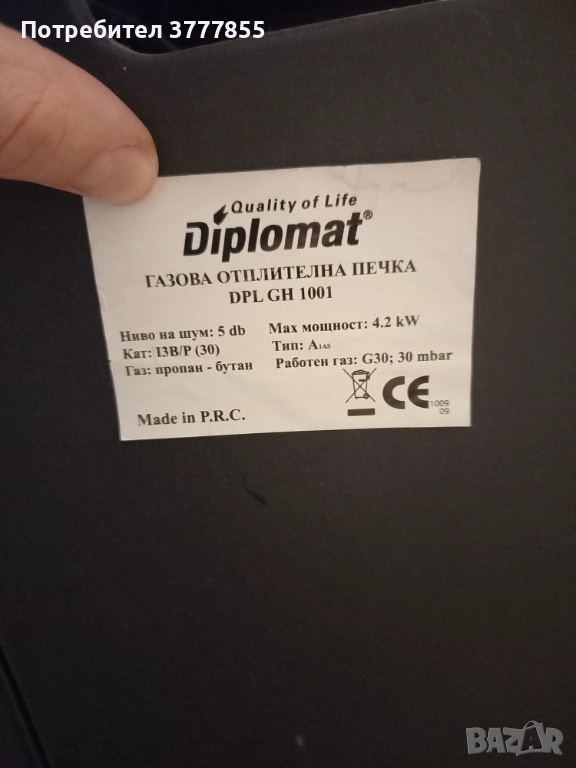 Потребител 3777855
Quality of Life
Diplomat®
ГАЗОВА ОТПЛИТЕЛНА ПЕЧКА
DPL GH 1001
Ниво на шум: 5 db Max мощност: 4.2 kW
Кат: I3B/P (30) Тип: A1AS
Газ: пропан - бутан Работен газ: G30; 30 mbar
CE 1009
09
Made in P.R.C.
BAZAR